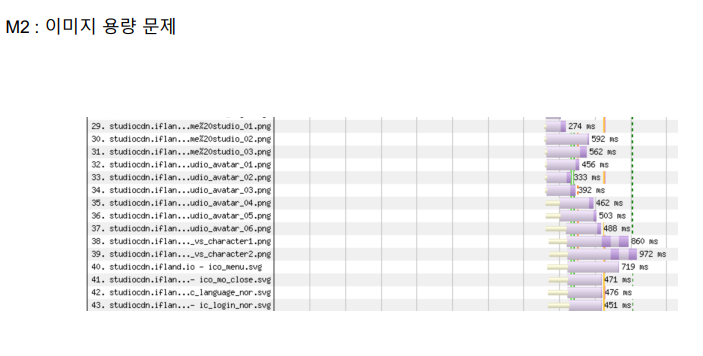 M2 : 이미지 용량 문제
29. studiocdn.iflan...me%20studio_01.png 274 ms
30. studiocdn.iflan...me%20studio_02.png 592 ms
31. studiocdn.iflan...me%20studio_03.png 562 ms
32. studiocdn.iflan...udio_avatar_01.png 456 ms
33. studiocdn.iflan...udio_avatar_02.png 333 ms
34. studiocdn.iflan...udio_avatar_03.png 392 ms
35. studiocdn.iflan...udio_avatar_04.png 462 ms
36. studiocdn.iflan...udio_avatar_05.png 503 ms
37. studiocdn.iflan...udio_avatar_06.png 488 ms
38. studiocdn.iflan..._vs_character1.png 860 ms
39. studiocdn.iflan..._vs_character2.png 972 ms
40. studiocdn.ifland.io - ico_menu.svg 719 ms
41. studiocdn.iflan...- ico_mo_close.svg 471 ms
42. studiocdn.iflan...c_language_nor.svg 476 ms
43. studiocdn.iflan...- ic_login_nor.svg 451 ms